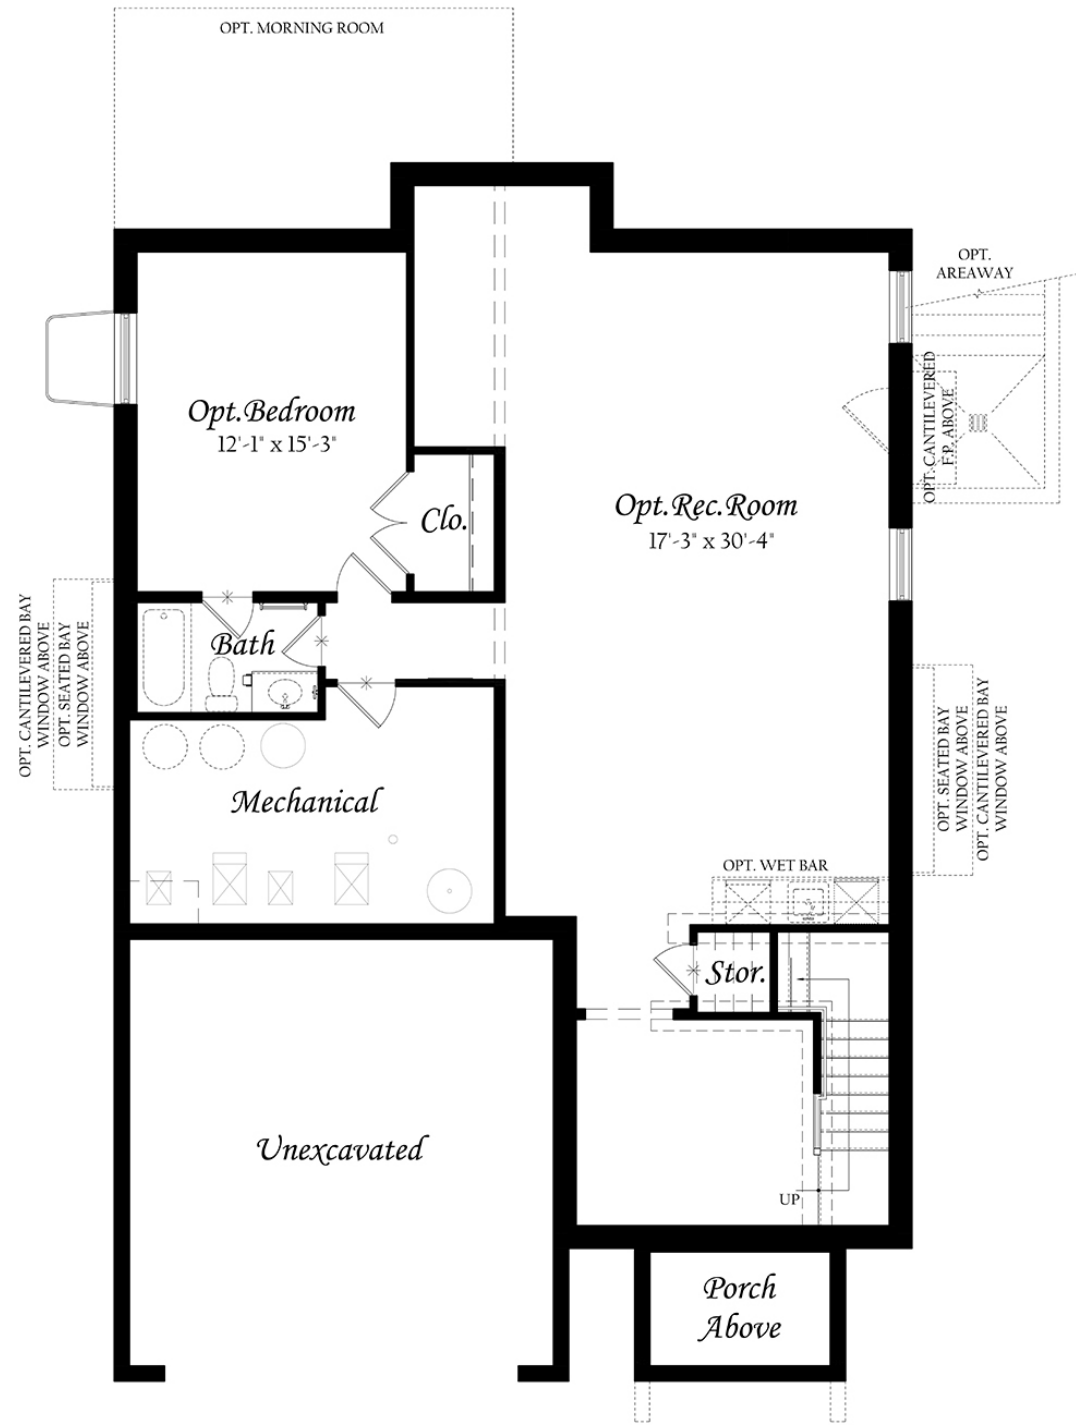 OPT. MORNING ROOM
OPT.
AREAWAY
OPT. CANTILEVERED
F.P. ABOVE
Opt.Bedroom
12'-1" x 15'-3"
Clo.
Opt.Rec.Room
17'-3" x 30'-4"
OPT. CANTILEVERED BAY
WINDOW ABOVE
OPT. SEATED BAY
WINDOW ABOVE
Bath
OPT. SEATED BAY
WINDOW ABOVE
OPT. CANTILEVERED BAY
WINDOW ABOVE
Mechanical
OPT. WET BAR
Stor.
Unexcavated
UP
Porch
Above